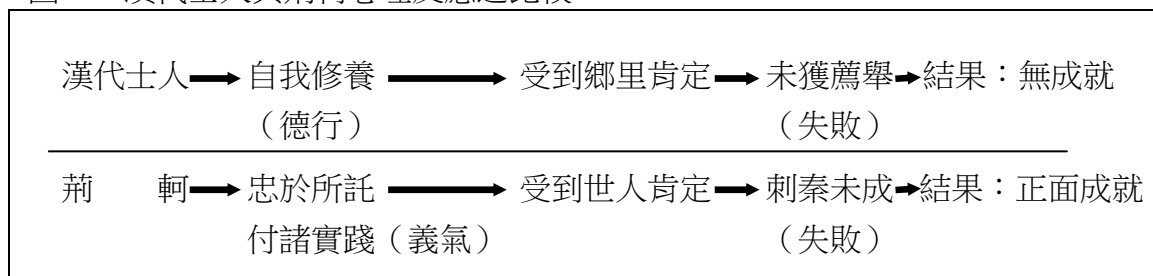 漢代士人➡自我修養➡受到鄉里肯定➡未獲薦舉➡結果：無成就
（德行）（失敗）
荊 軻➡忠於所託➡受到世人肯定➡刺秦未成➡結果：正面成就
付諸實踐（義氣）（失敗）